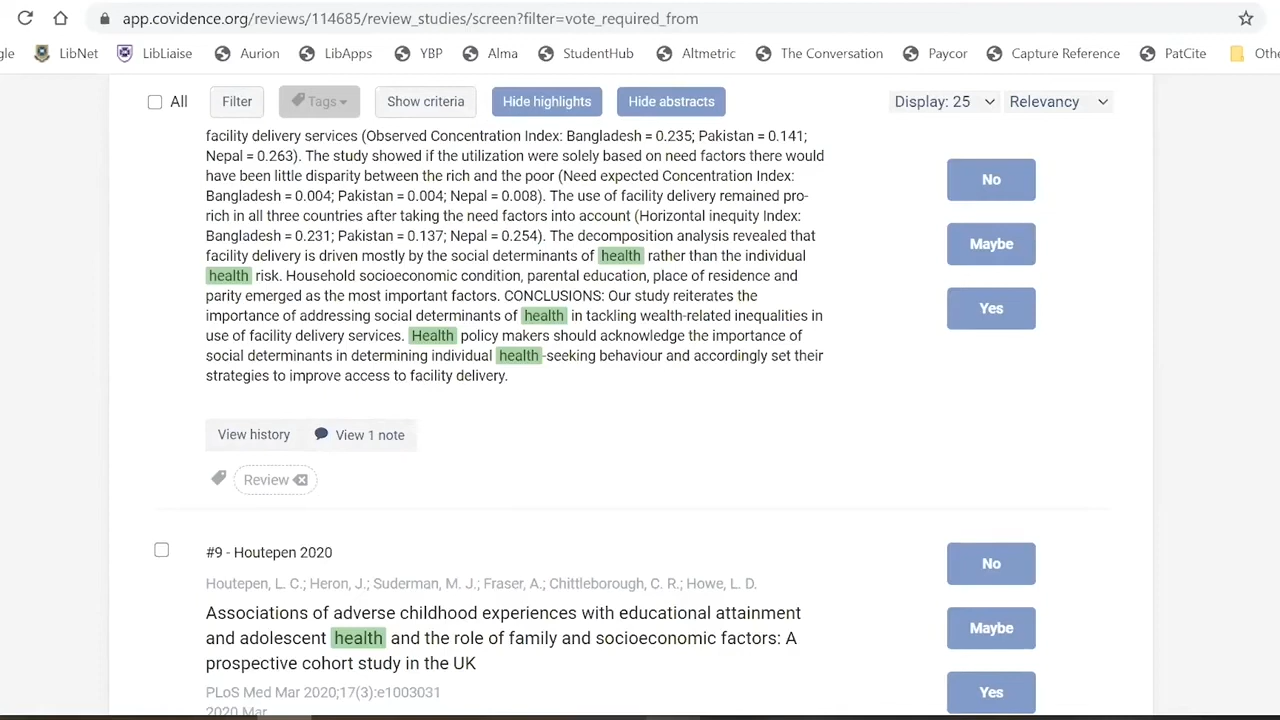 app.covidence.org/reviews/114685/review_studies/screen?filter=vote_required_from
gle LibNet LibLiaise Aurion LibApps YBP Alma StudentHub Altmetric The Conversation Paycor Capture Reference PatCite Othe
All Filter Tags Show criteria Hide highlights Hide abstracts Display: 25 Relevancy
facility delivery services (Observed Concentration Index: Bangladesh = 0.235; Pakistan = 0.141;
Nepal = 0.263). The study showed if the utilization were solely based on need factors there would
have been little disparity between the rich and the poor (Need expected Concentration Index:
Bangladesh = 0.004; Pakistan = 0.004; Nepal = 0.008). The use of facility delivery remained pro-
rich in all three countries after taking the need factors into account (Horizontal inequity Index:
Bangladesh = 0.231; Pakistan = 0.137; Nepal = 0.254). The decomposition analysis revealed that
facility delivery is driven mostly by the social determinants of health rather than the individual
health risk. Household socioeconomic condition, parental education, place of residence and
parity emerged as the most important factors. CONCLUSIONS: Our study reiterates the
importance of addressing social determinants of health in tackling wealth-related inequalities in
use of facility delivery services. Health policy makers should acknowledge the importance of
social determinants in determining individual health-seeking behaviour and accordingly set their
strategies to improve access to facility delivery.
No
Maybe
Yes
View history View 1 note
Review
#9 - Houtepen 2020
Houtepen, L. C.; Heron, J.; Suderman, M. J.; Fraser, A.; Chittleborough, C. R.; Howe, L. D.
Associations of adverse childhood experiences with educational attainment
and adolescent health and the role of family and socioeconomic factors: A
prospective cohort study in the UK
PLoS Med Mar 2020;17(3):e1003031
2020 Mar
No
Maybe
Yes